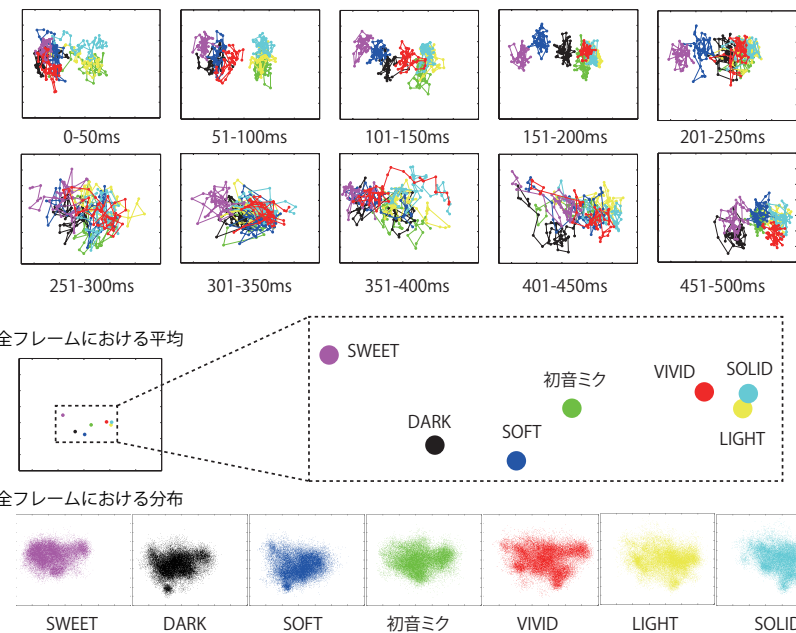 0-50ms
51-100ms
101-150ms
151-200ms
201-250ms
251-300ms
301-350ms
351-400ms
401-450ms
451-500ms
全フレームにおける平均
SWEET
DARK
SOFT
初音ミク
VIVID
SOLID
LIGHT
全フレームにおける分布
SWEET DARK SOFT 初音ミク VIVID LIGHT SOLID